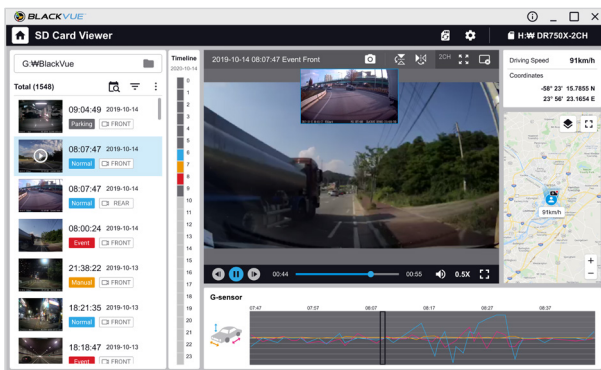 BLACKVUE
SD Card Viewer
H:₩ DR750X-2CH
G:₩BlackVue
Total (1548)
09:04:49 2019-10-14
Parking FRONT
08:07:47 2019-10-14
Normal FRONT
08:07:47 2019-10-14
Normal REAR
08:00:24 2019-10-14
Event FRONT
21:38:22 2019-10-13
Manual FRONT
18:21:35 2019-10-13
Normal FRONT
18:18:47 2019-10-13
Event FRONT
Timeline
2020-10-14
0
1
2
3
4
5
6
7
8
9
10
11
12
13
14
15
16
17
18
19
20
21
22
23
2019-10-14 08:07:47 Event Front
2CH
00:44
00:55
0.5X
Driving Speed 91km/h
Coordinates
-58° 23' 15.7855 N
23° 56' 23.1654 E
91km/h
+
−
G-sensor
07:47 07:57 08:07 08:17 08:27 08:37